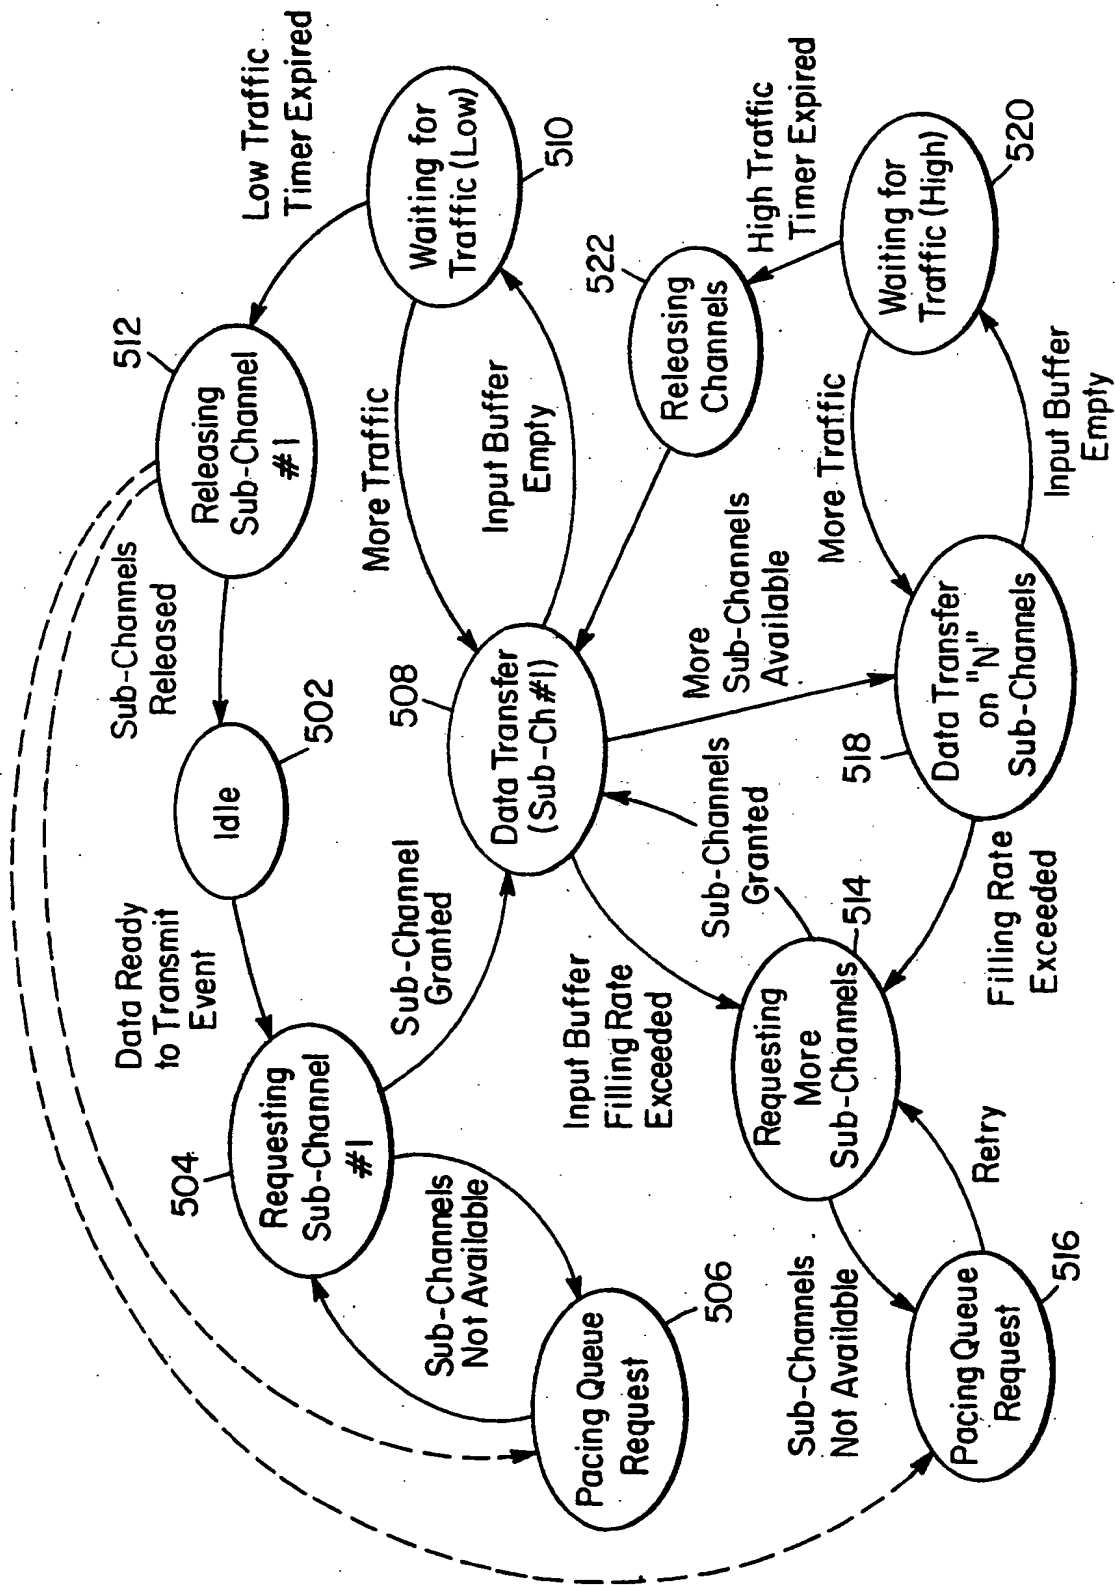 Low Traffic
Timer Expired
512
Releasing
Sub-Channel
#1
Sub-Channels
Released
Idle
502
Data Ready
to Transmit
Event
504
Requesting
Sub-Channel
#1
Waiting for
Traffic (Low)
510
More Traffic
Input Buffer
Empty
508
Data Transfer
(Sub-Ch#1)
Sub-Channel
Granted
Sub-Channels
Not Available
Pacing Queue
Request
506
High Traffic
Timer Expired
522
Releasing
Channels
More
Sub-Channels
Available
Sub-Channels
Granted
Input Buffer
Filling Rate
Exceeded
Waiting for
Traffic (High)
520
More Traffic
Input Buffer
Empty
518
Data Transfer
on "N"
Sub-Channels
Filling Rate
Exceeded
514
Requesting
More
Sub-Channels
Retry
Sub-Channels
Not Available
Pacing Queue
Request
516